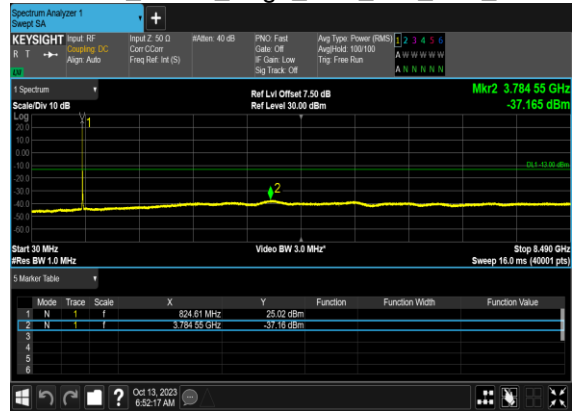 Spectrum Analyzer 1
Swept SA
+
KEYSIGHT
R T
Input: RF
Coupling: DC
Align: Auto
Input Z: 50 Ω
Corr CCorr
Freq Ref: Int (S)
#Atten: 40 dB
PNO: Fast
Gate: Off
IF Gain: Low
Sig Track: Off
Avg Type: Power (RMS)
Avg|Hold: 100/100
Trig: Free Run
1 2 3 4 5 6
A W W W W W
A N N N N N
1 Spectrum
Scale/Div 10 dB
Ref Lvl Offset 7.50 dB
Ref Level 30.00 dBm
Mkr2 3.784 55 GHz
-37.165 dBm
Log
20.0
10.0
0.00
-10.0
-20.0
-30.0
-40.0
-50.0
-60.0
1
2
DL1 -13.00 dBm
Start 30 MHz
#Res BW 1.0 MHz
Video BW 3.0 MHz*
Stop 8.490 GHz
Sweep 16.0 ms (40001 pts)
5 Marker Table
Mode Trace Scale X Y Function Function Width Function Value
1 N 1 f 824.61 MHz 25.02 dBm
2 N 1 f 3.784 55 GHz -37.16 dBm
3
4
5
6
?
Oct 13, 2023
6:52:17 AM